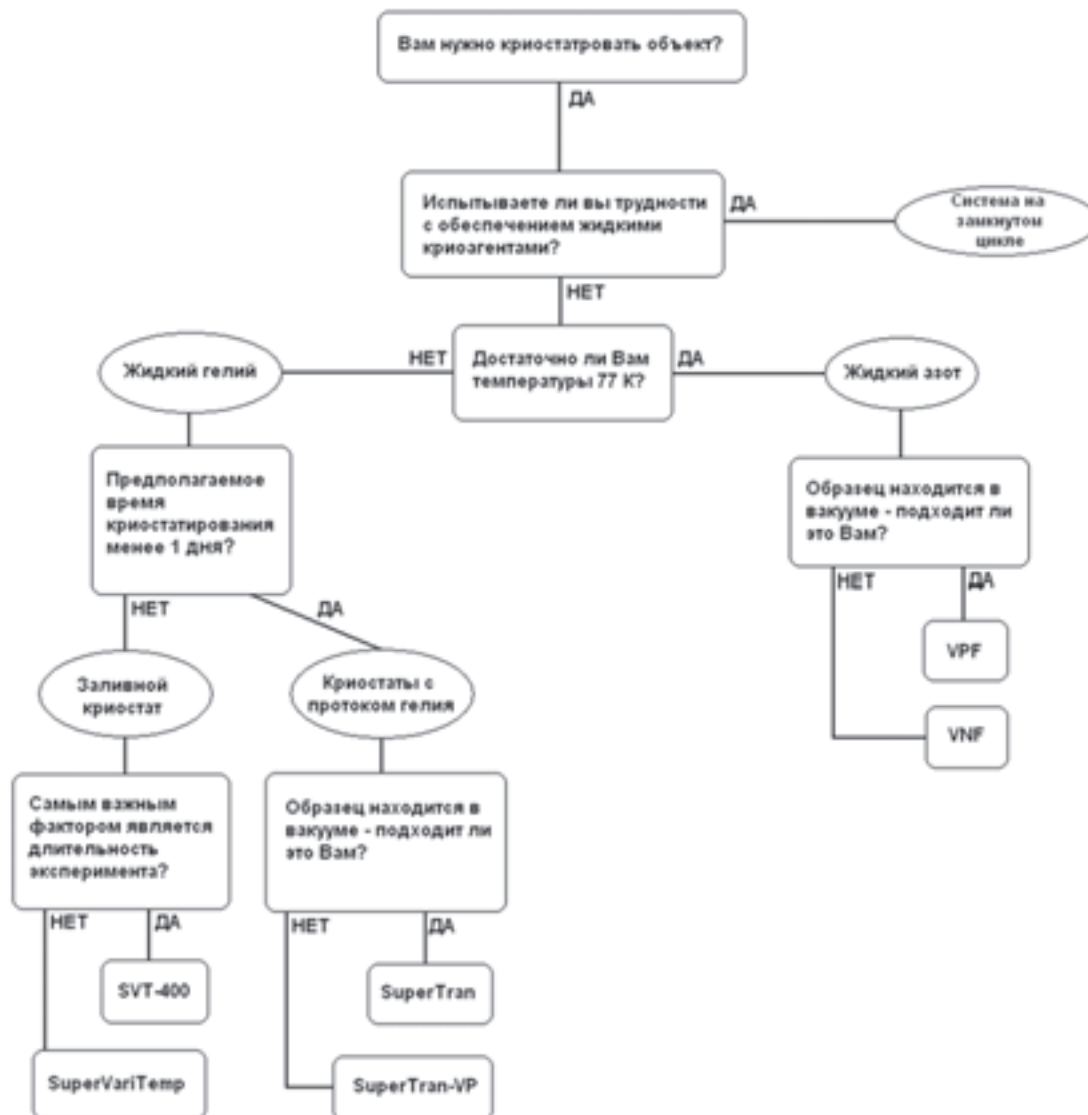 Вам нужно криостатровать объект?
ДА
Испытываете ли вы трудности
с обеспечением жидкими
криоагентами?
ДА
Система на
замкнутом
цикле
НЕТ
Жидкий гелий
НЕТ
Достаточно ли Вам
температуры 77 К?
ДА
Жидкий азот
Предполагаемое
время
криостатирования
менее 1 дня?
Образец находится в
вакууме - подходит ли
это Вам?
НЕТ
ДА
НЕТ
ДА
VPF
Заливной
криостат
Криостаты с
протоком гелия
VNF
Самым важным
фактором является
длительность
эксперимента?
Образец находится в
вакууме - подходит ли
это Вам?
НЕТ
ДА
НЕТ
ДА
SVT-400
SuperTran
SuperVariTemp
SuperTran-VP